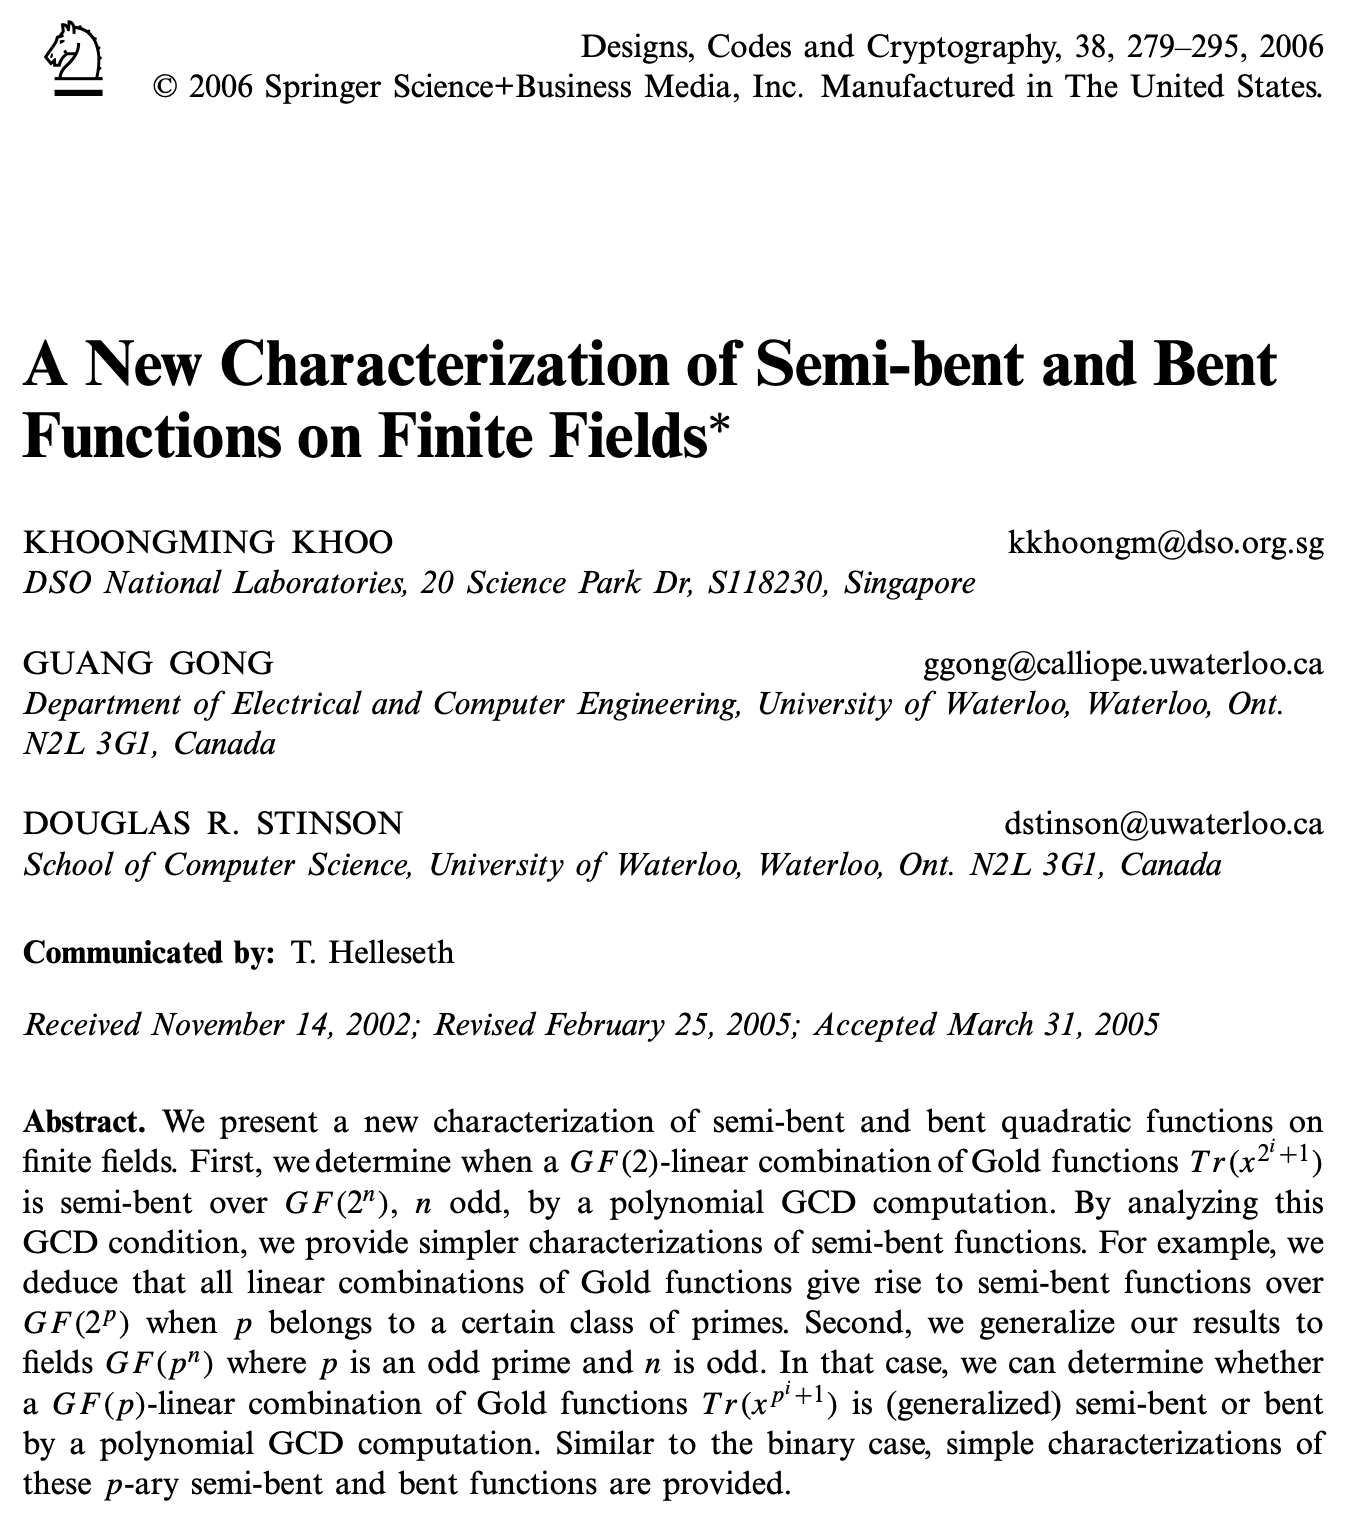 Designs, Codes and Cryptography, 38, 279–295, 2006
© 2006 Springer Science+Business Media, Inc. Manufactured in The United States.
A New Characterization of Semi-bent and Bent
Functions on Finite Fields*
KHOONGMING KHOO kkhoongm@dso.org.sg
DSO National Laboratories, 20 Science Park Dr, S118230, Singapore
GUANG GONG ggong@calliope.uwaterloo.ca
Department of Electrical and Computer Engineering, University of Waterloo, Waterloo, Ont.
N2L 3G1, Canada
DOUGLAS R. STINSON dstinson@uwaterloo.ca
School of Computer Science, University of Waterloo, Waterloo, Ont. N2L 3G1, Canada
Communicated by: T. Helleseth
Received November 14, 2002; Revised February 25, 2005; Accepted March 31, 2005
Abstract. We present a new characterization of semi-bent and bent quadratic functions on
finite fields. First, we determine when a GF(2)-linear combination of Gold functions Tr(x^{2^i+1})
is semi-bent over GF(2^n), n odd, by a polynomial GCD computation. By analyzing this
GCD condition, we provide simpler characterizations of semi-bent functions. For example, we
deduce that all linear combinations of Gold functions give rise to semi-bent functions over
GF(2^p) when p belongs to a certain class of primes. Second, we generalize our results to
fields GF(p^n) where p is an odd prime and n is odd. In that case, we can determine whether
a GF(p)-linear combination of Gold functions Tr(x^{p^i+1}) is (generalized) semi-bent or bent
by a polynomial GCD computation. Similar to the binary case, simple characterizations of
these p-ary semi-bent and bent functions are provided.